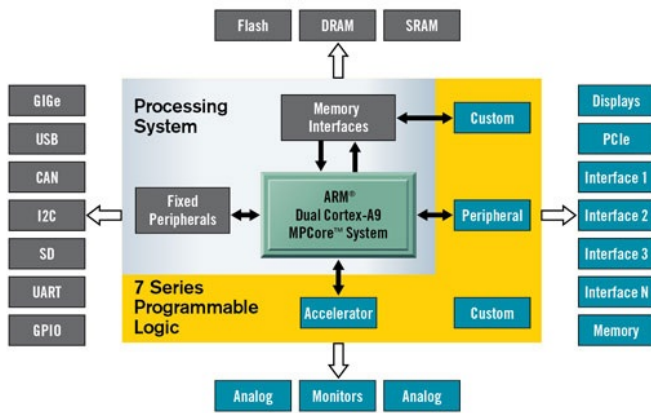 Flash
DRAM
SRAM
GIGe
USB
CAN
I2C
SD
UART
GPIO
Processing
System
Memory
Interfaces
Custom
Fixed
Peripherals
ARM®
Dual Cortex-A9
MPCore™ System
Peripheral
7 Series
Programmable
Logic
Accelerator
Custom
Displays
PCIe
Interface 1
Interface 2
Interface 3
Interface N
Memory
Analog
Monitors
Analog